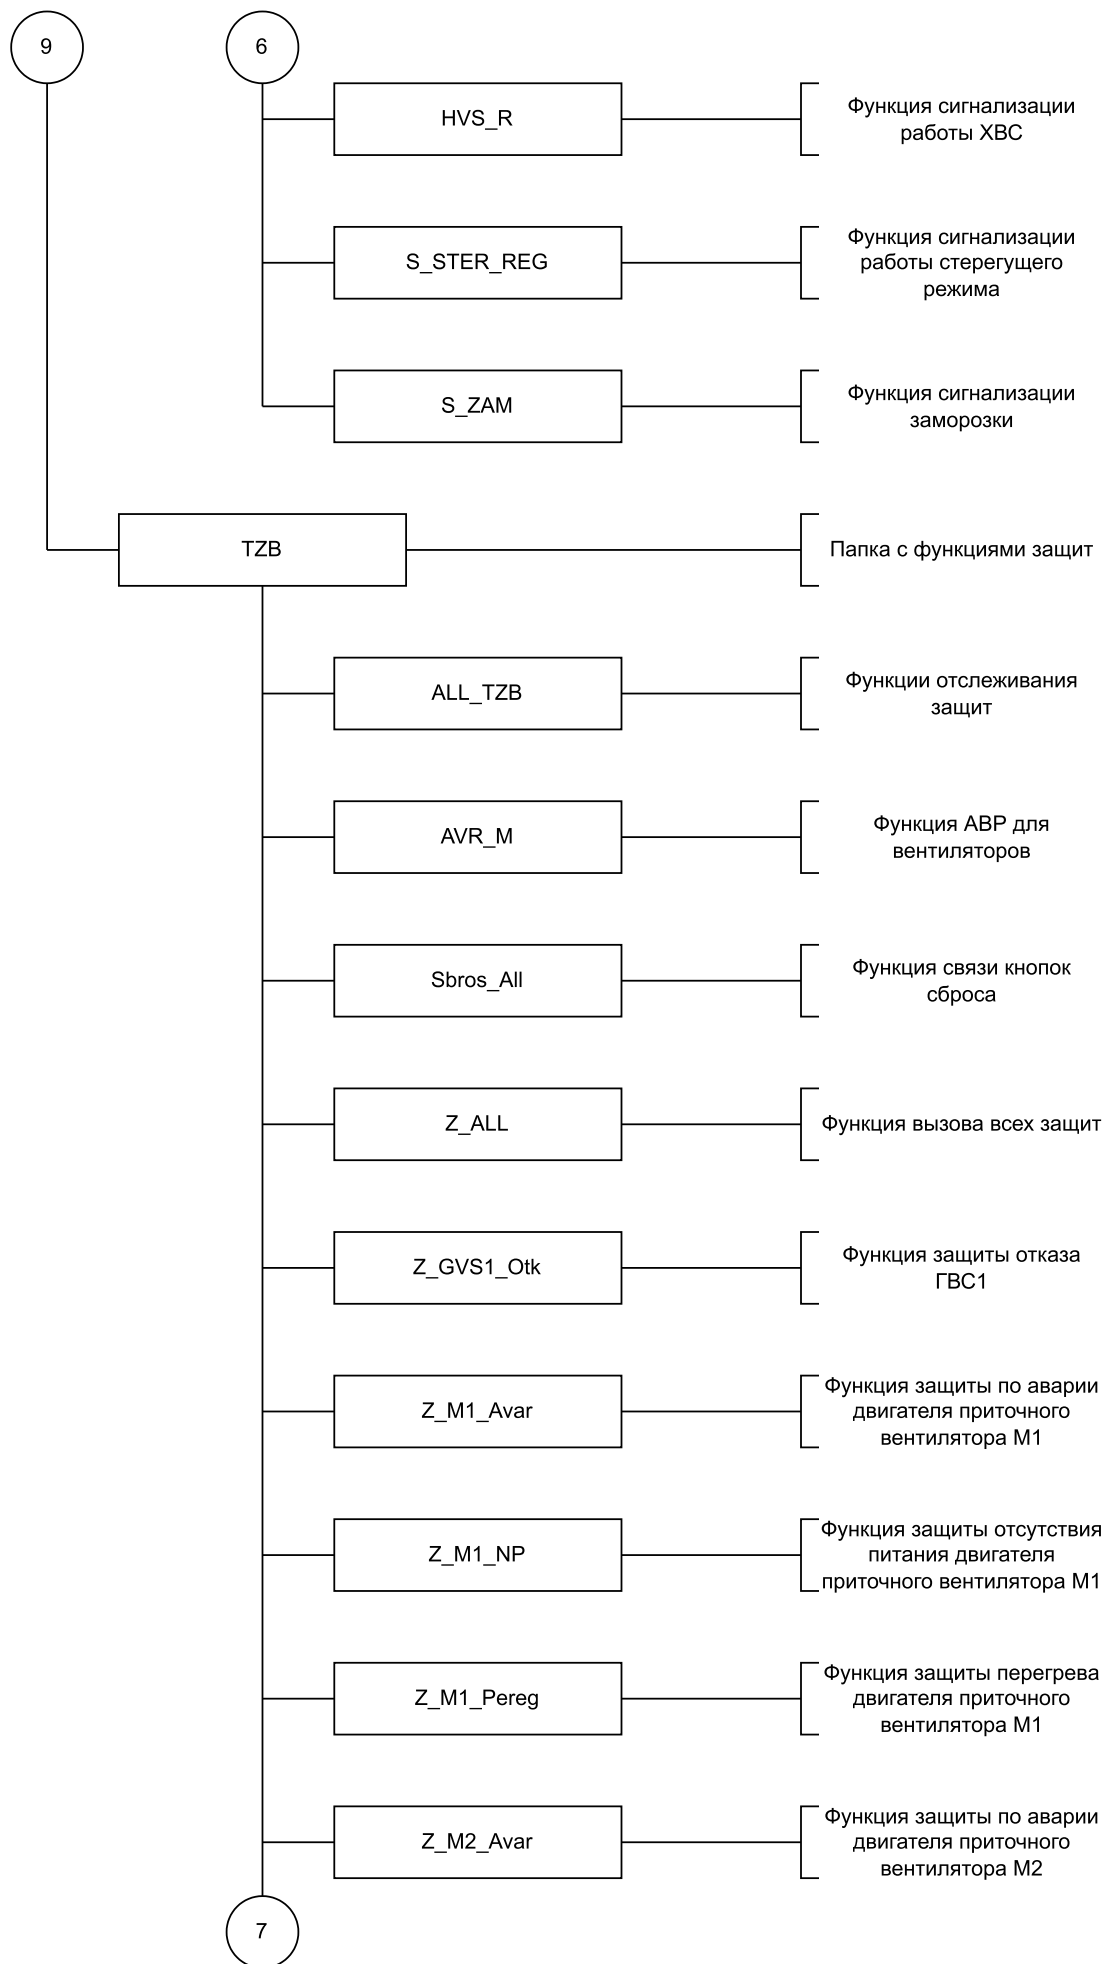 9
6
HVS_R
Функция сигнализации
работы ХВС
S_STER_REG
Функция сигнализации
работы стерегущего
режима
S_ZAM
Функция сигнализации
заморозки
TZB
Папка с функциями защит
ALL_TZB
Функции отслеживания
защит
AVR_M
Функция АВР для
вентиляторов
Sbros_All
Функция связи кнопок
сброса
Z_ALL
Функция вызова всех защит
Z_GVS1_Otk
Функция защиты отказа
ГВС1
Z_M1_Avar
Функция защиты по аварии
двигателя приточного
вентилятора М1
Z_M1_NP
Функция защиты отсутствия
питания двигателя
приточного вентилятора М1
Z_M1_Pereg
Функция защиты перегрева
двигателя приточного
вентилятора М1
Z_M2_Avar
Функция защиты по аварии
двигателя приточного
вентилятора М2
7